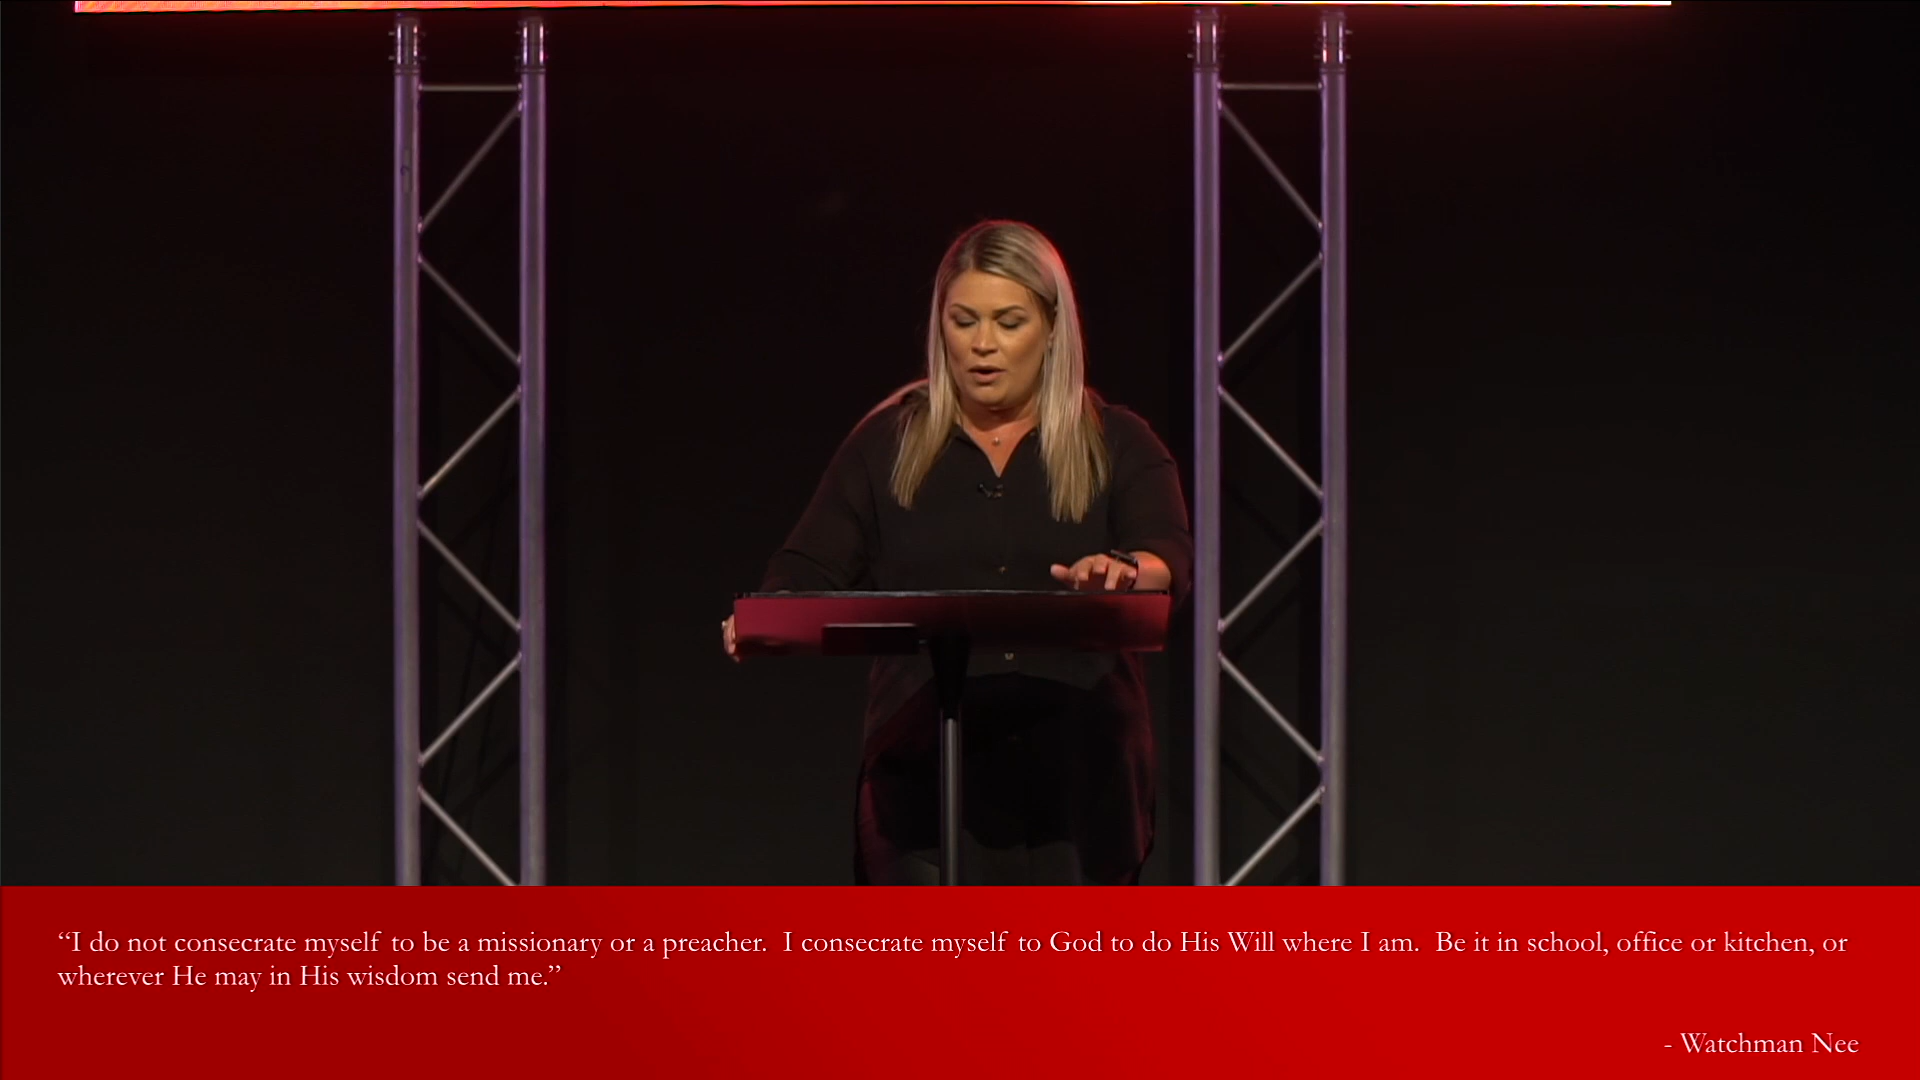 “I do not consecrate myself to be a missionary or a preacher.  I consecrate myself to God to do His Will where I am.  Be it in school, office or kitchen, or
wherever He may in His wisdom send me.”
- Watchman Nee